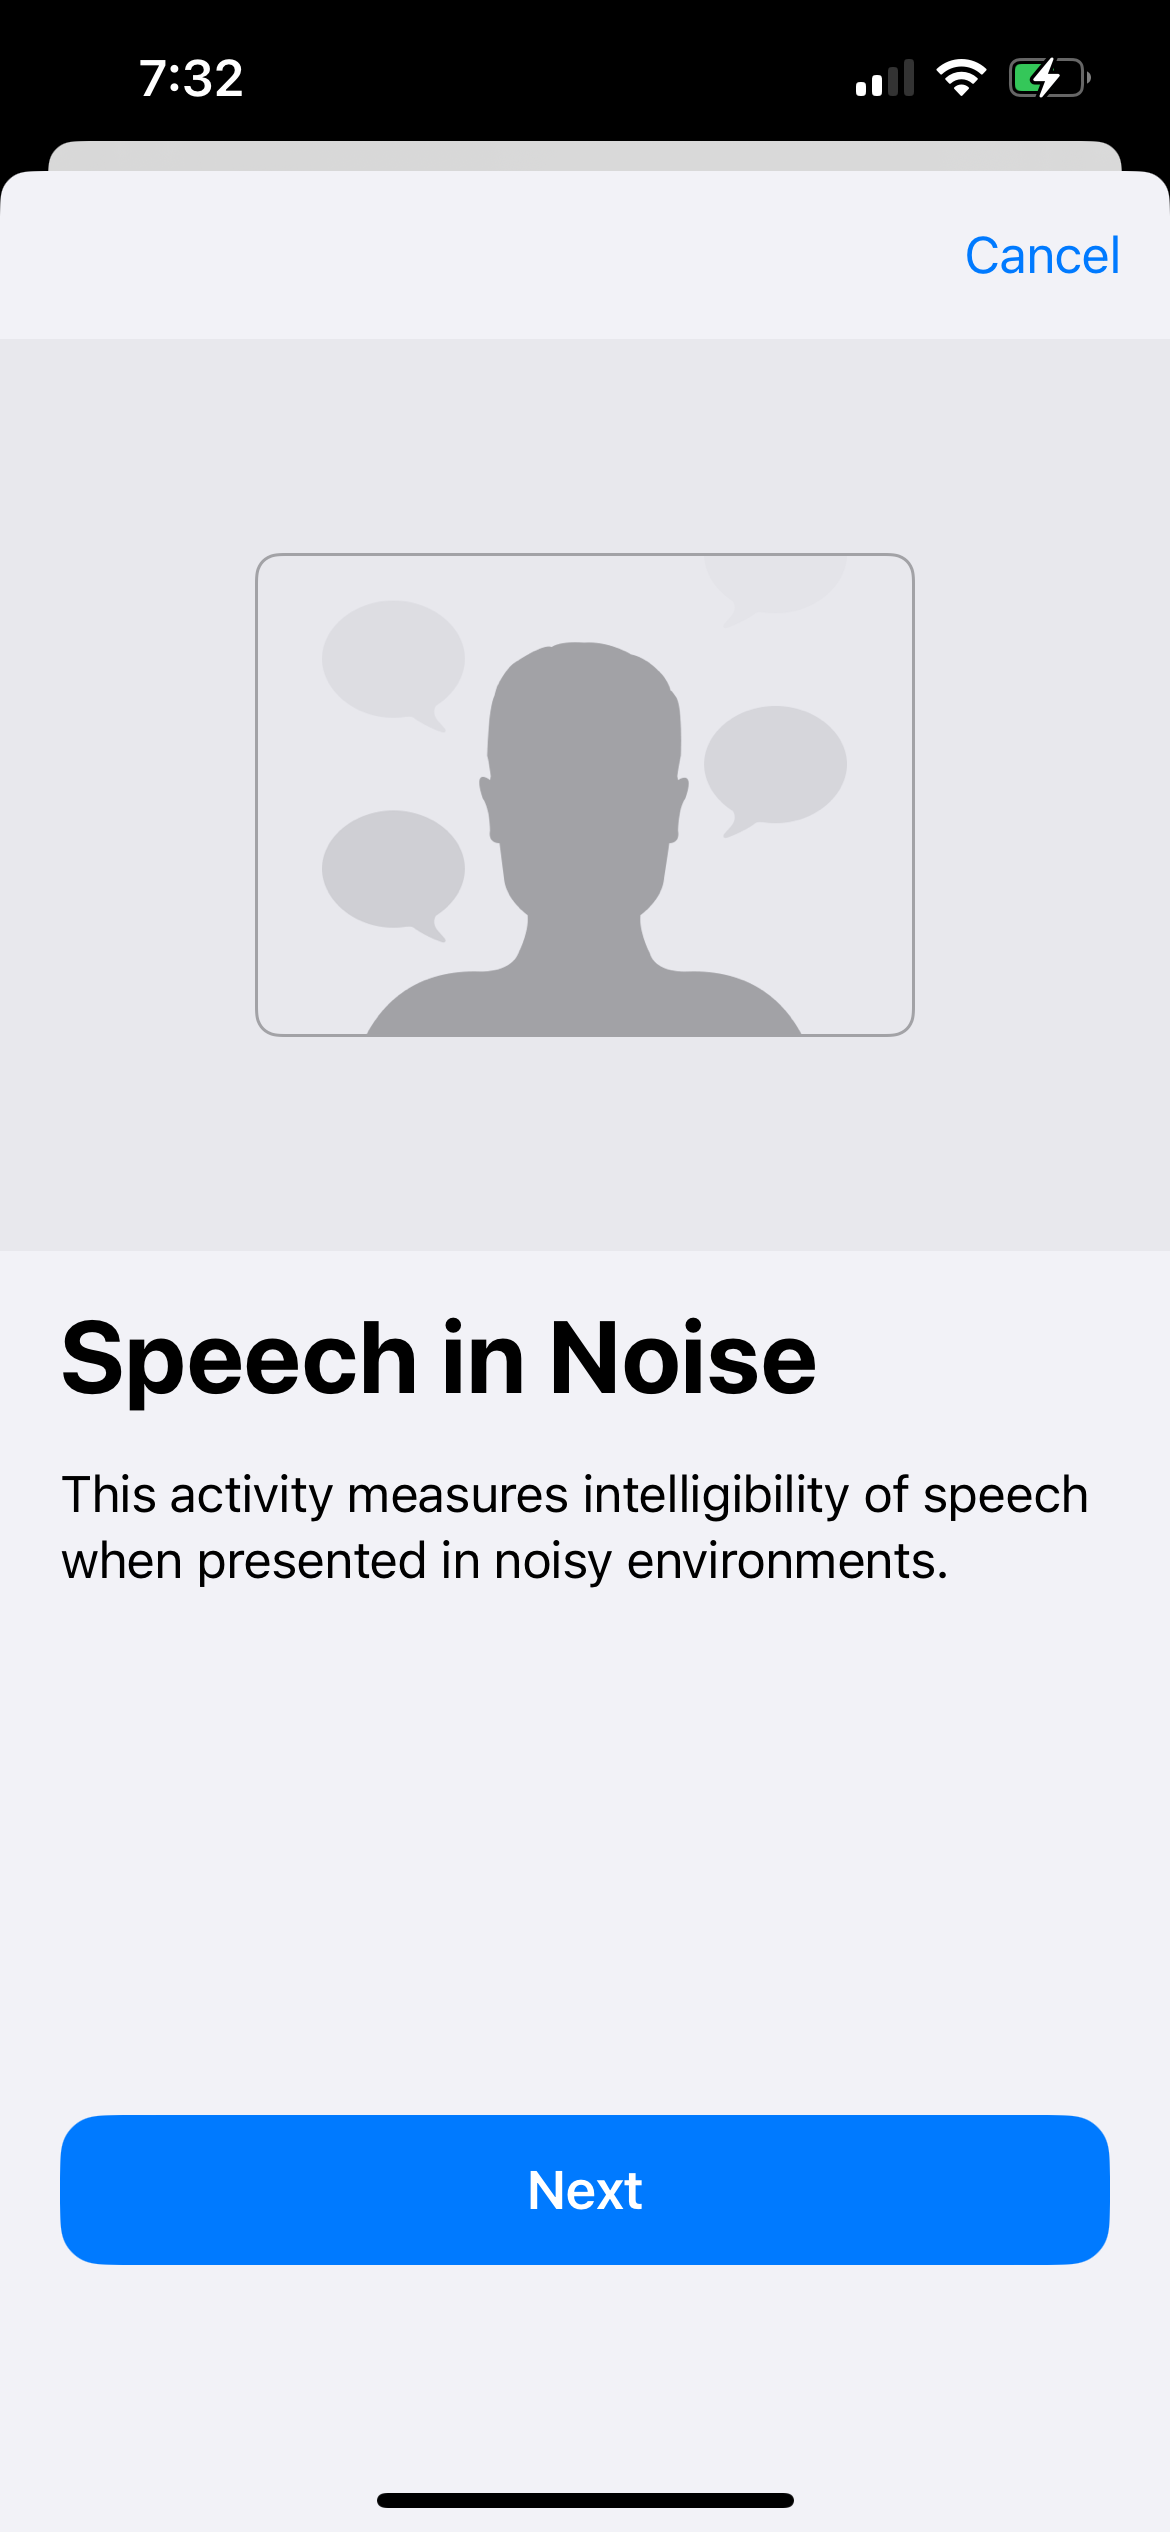 7:32
Cancel
Speech in Noise
This activity measures intelligibility of speech
when presented in noisy environments.
Next